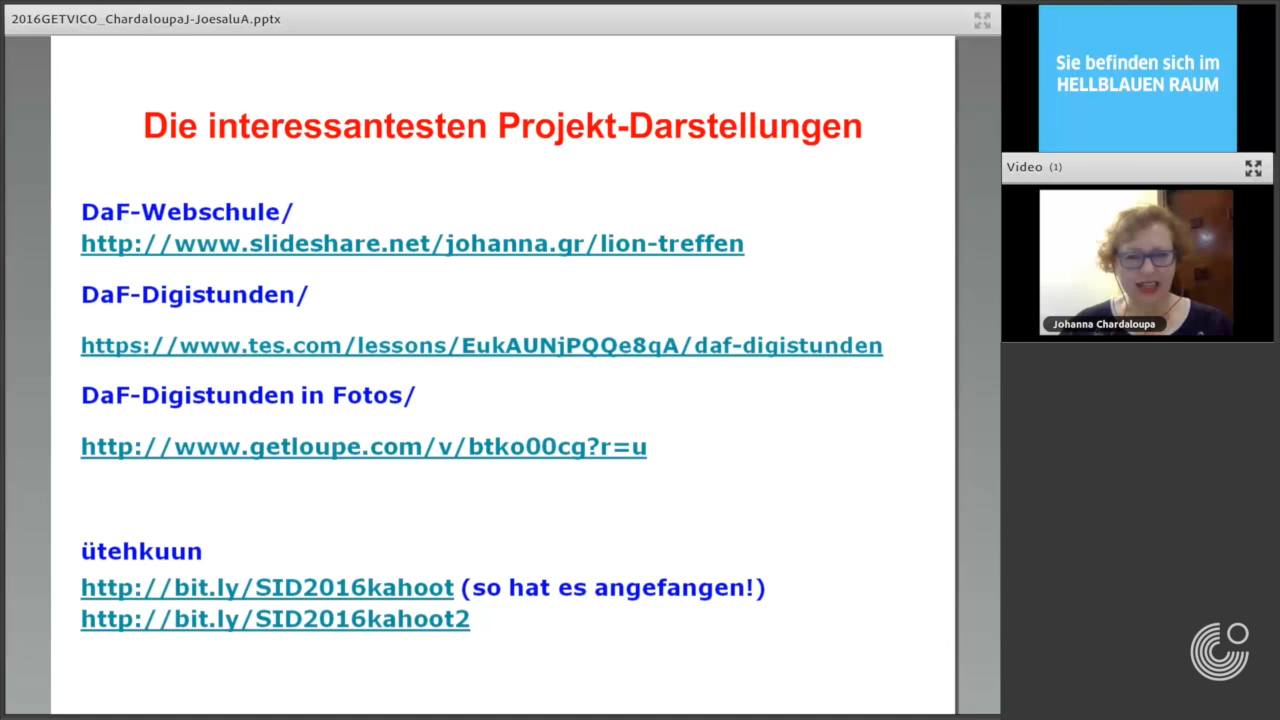 2016GETVICO_ChardaloupaJ-JoesaluA.pptx
Die interessantesten Projekt-Darstellungen
DaF-Webschule/
http://www.slideshare.net/johanna.gr/lion-treffen
DaF-Digistunden/
https://www.tes.com/lessons/EukAUNjPQQe8qA/daf-digistunden
DaF-Digistunden in Fotos/
http://www.getloupe.com/v/btko00cg?r=u
ütehkuun
http://bit.ly/SID2016kahoot (so hat es angefangen!)
http://bit.ly/SID2016kahoot2
Sie befinden sich im
HELLBLAUEN RAUM
Video (1)
Johanna Chardaloupa